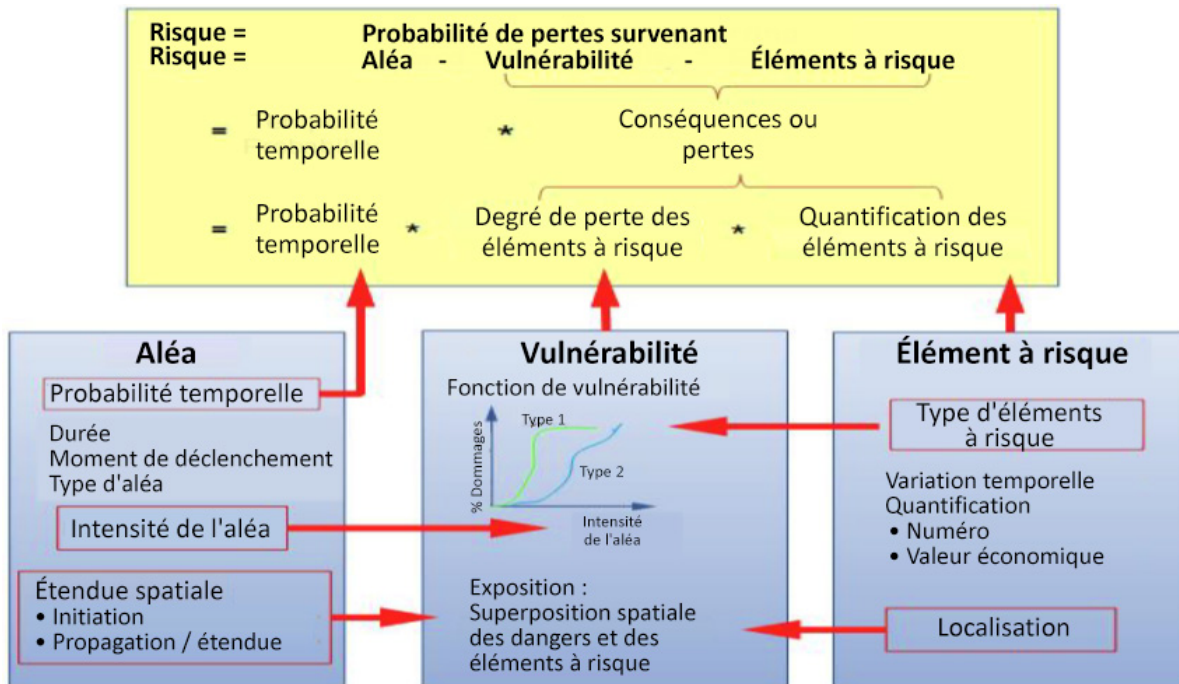 Risque = Probabilité de pertes survenant
Risque = Aléa - Vulnérabilité - Éléments à risque
= Probabilité temporelle * Conséquences ou pertes
= Probabilité temporelle * Degré de perte des éléments à risque * Quantification des éléments à risque
Aléa
Probabilité temporelle
Durée
Moment de déclenchement
Type d'aléa
Intensité de l'aléa
Étendue spatiale
• Initiation
• Propagation / étendue
Vulnérabilité
Fonction de vulnérabilité
% Dommages
Type 1
Type 2
Intensité
de l'aléa
Exposition :
Superposition spatiale
des dangers et des
éléments à risque
Élément à risque
Type d'éléments
à risque
Variation temporelle
Quantification
• Numéro
• Valeur économique
Localisation